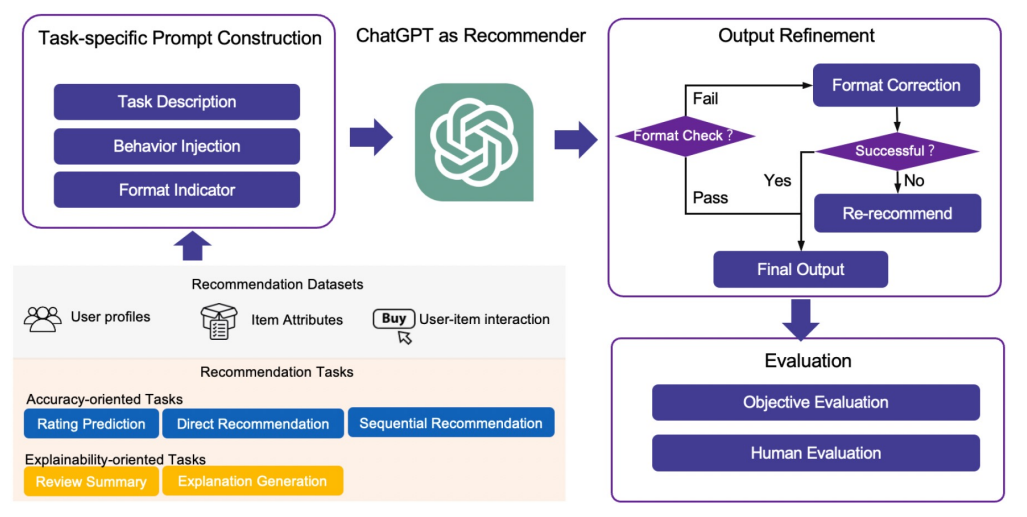 Task-specific Prompt Construction
Task Description
Behavior Injection
Format Indicator
ChatGPT as Recommender
Output Refinement
Format Check ?
Fail
Pass
Format Correction
Successful ?
Yes
No
Re-recommend
Final Output
Recommendation Datasets
User profiles
Item Attributes
Buy
User-item interaction
Recommendation Tasks
Accuracy-oriented Tasks
Rating Prediction
Direct Recommendation
Sequential Recommendation
Explainability-oriented Tasks
Review Summary
Explanation Generation
Evaluation
Objective Evaluation
Human Evaluation